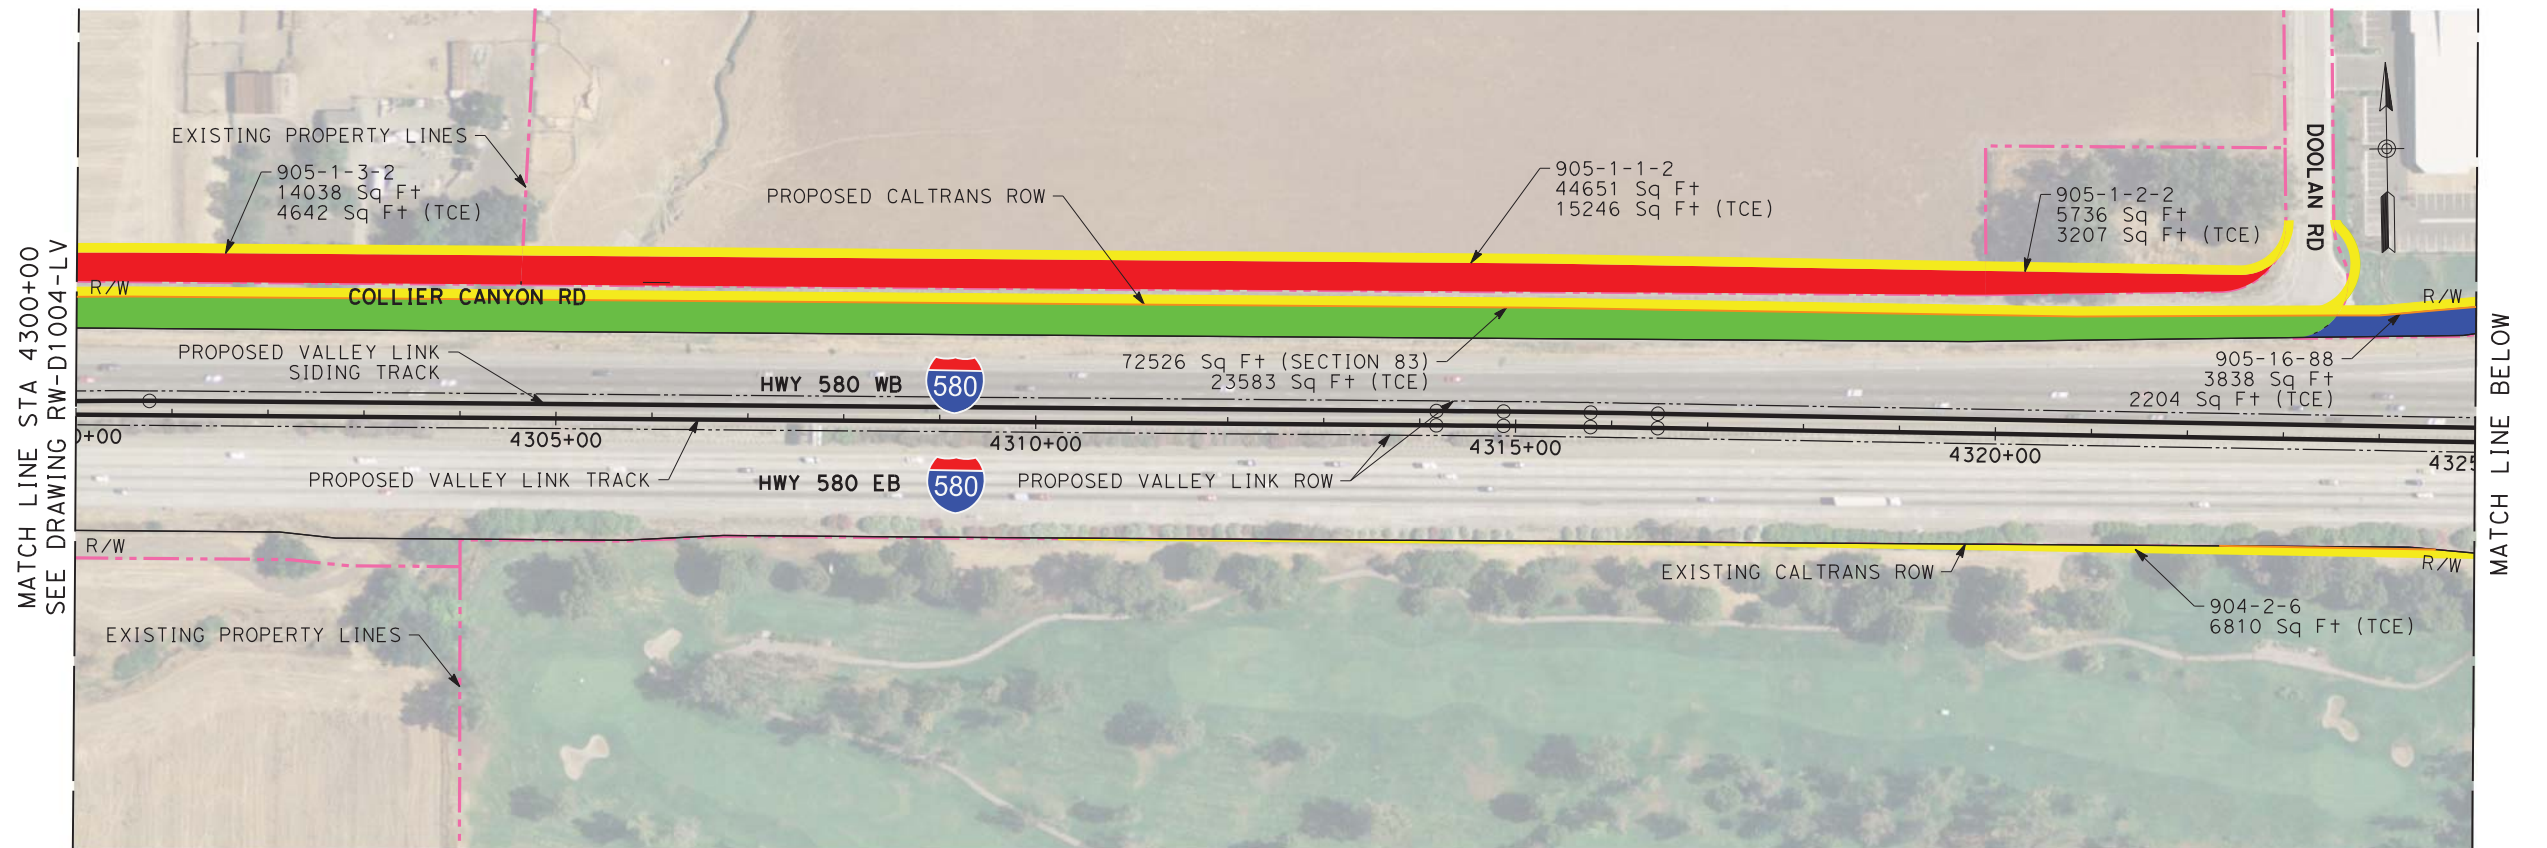 MATCH LINE STA 4300+00
SEE DRAWING RW-D1004-LV
EXISTING PROPERTY LINES
905-1-3-2
14038 Sq Ft
4642 Sq Ft (TCE)
PROPOSED CALTRANS ROW
905-1-1-2
44651 Sq Ft
15246 Sq Ft (TCE)
905-1-2-2
5736 Sq Ft
3207 Sq Ft (TCE)
DOOLAN RD
R/W
COLLIER CANYON RD
R/W
PROPOSED VALLEY LINK
SIDING TRACK
HWY 580 WB
580
72526 Sq Ft (SECTION 83)
23583 Sq Ft (TCE)
905-16-88
3838 Sq Ft
2204 Sq Ft (TCE)
0+00
4305+00
4310+00
4315+00
4320+00
4325
PROPOSED VALLEY LINK TRACK
HWY 580 EB
580
PROPOSED VALLEY LINK ROW
R/W
EXISTING CALTRANS ROW
R/W
904-2-6
6810 Sq Ft (TCE)
EXISTING PROPERTY LINES
MATCH LINE BELOW